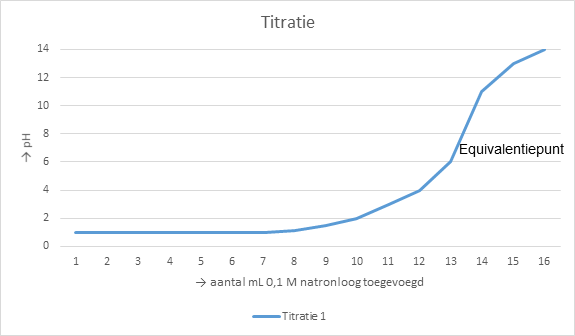 Titratie
14
12
10
8
6
4
2
0
→ pH
Equivalentiepunt
1 2 3 4 5 6 7 8 9 10 11 12 13 14 15 16
→ aantal mL 0,1 M natronloog toegevoegd
Titratie 1